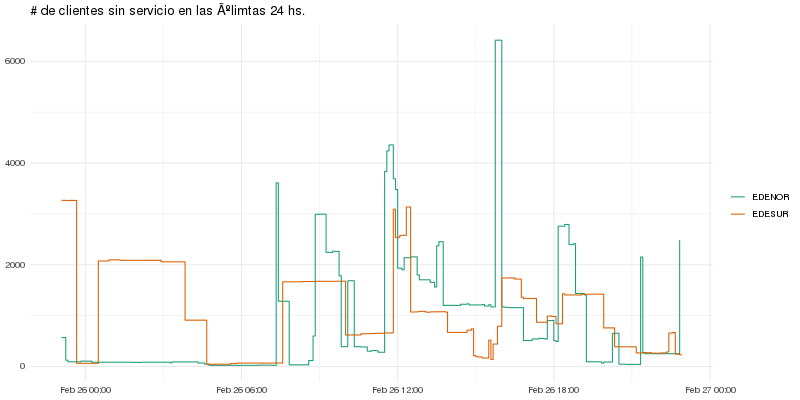 # de clientes sin servicio en las Ãºlimtas 24 hs.
6000
4000
2000
0
Feb 26 00:00
Feb 26 06:00
Feb 26 12:00
Feb 26 18:00
Feb 27 00:00
EDENOR
EDESUR